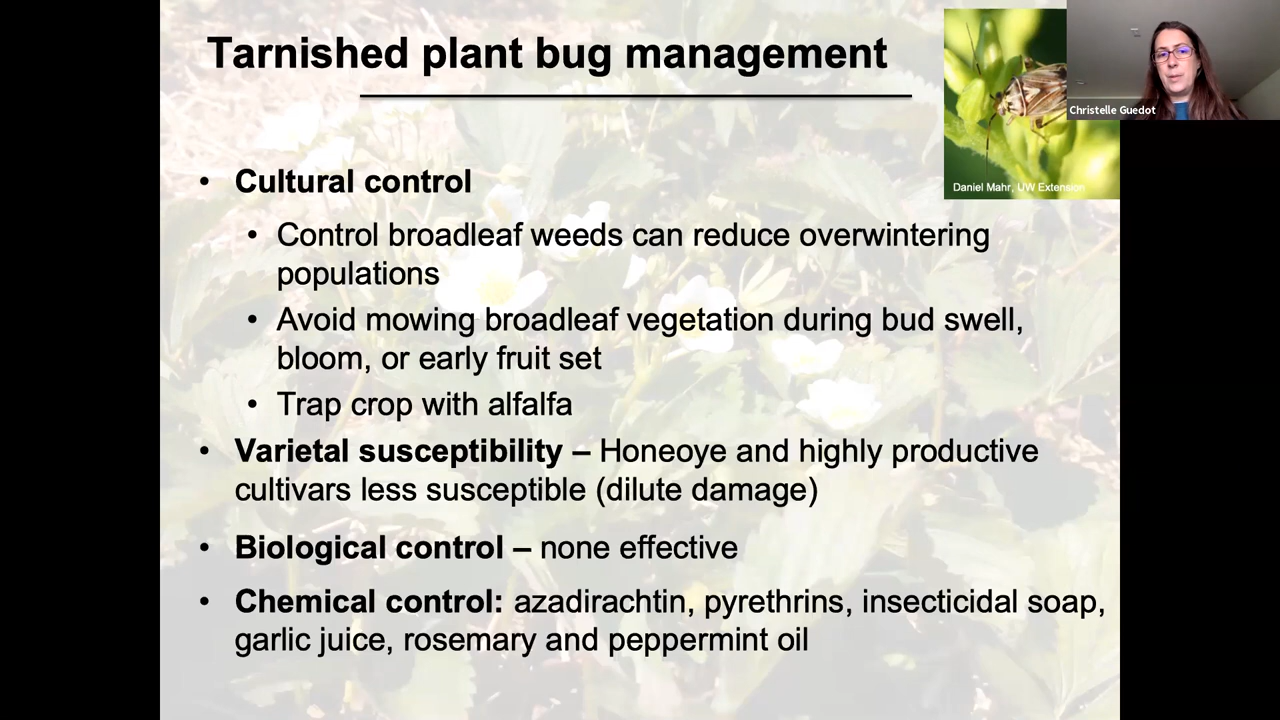 Tarnished plant bug management
Christelle Guedot
Daniel Mahr, UW Extension
• Cultural control
• Control broadleaf weeds can reduce overwintering
populations
• Avoid mowing broadleaf vegetation during bud swell,
bloom, or early fruit set
• Trap crop with alfalfa
• Varietal susceptibility – Honeoye and highly productive
cultivars less susceptible (dilute damage)
• Biological control – none effective
• Chemical control: azadirachtin, pyrethrins, insecticidal soap,
garlic juice, rosemary and peppermint oil